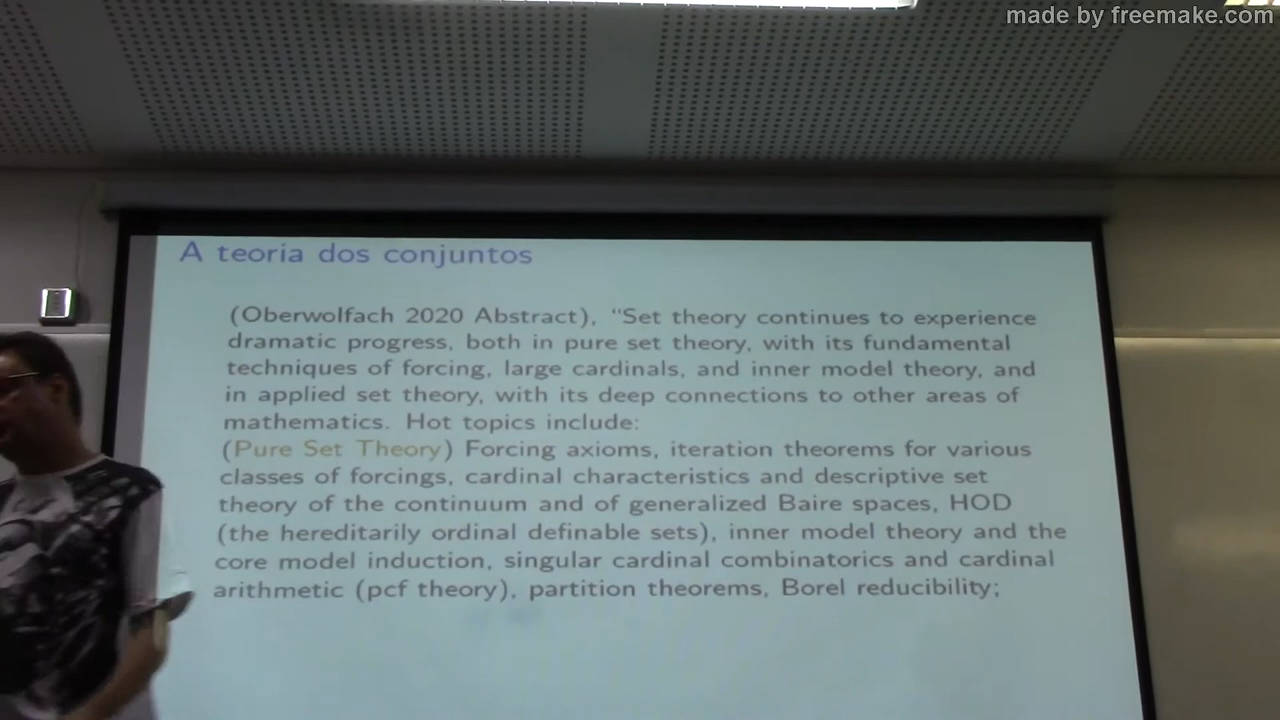 made by freemake.com
A teoria dos conjuntos
(Oberwolfach 2020 Abstract), “Set theory continues to experience
dramatic progress, both in pure set theory, with its fundamental
techniques of forcing, large cardinals, and inner model theory, and
in applied set theory, with its deep connections to other areas of
mathematics. Hot topics include:
(Pure Set Theory) Forcing axioms, iteration theorems for various
classes of forcings, cardinal characteristics and descriptive set
theory of the continuum and of generalized Baire spaces, HOD
(the hereditarily ordinal definable sets), inner model theory and the
core model induction, singular cardinal combinatorics and cardinal
arithmetic (pcf theory), partition theorems, Borel reducibility;